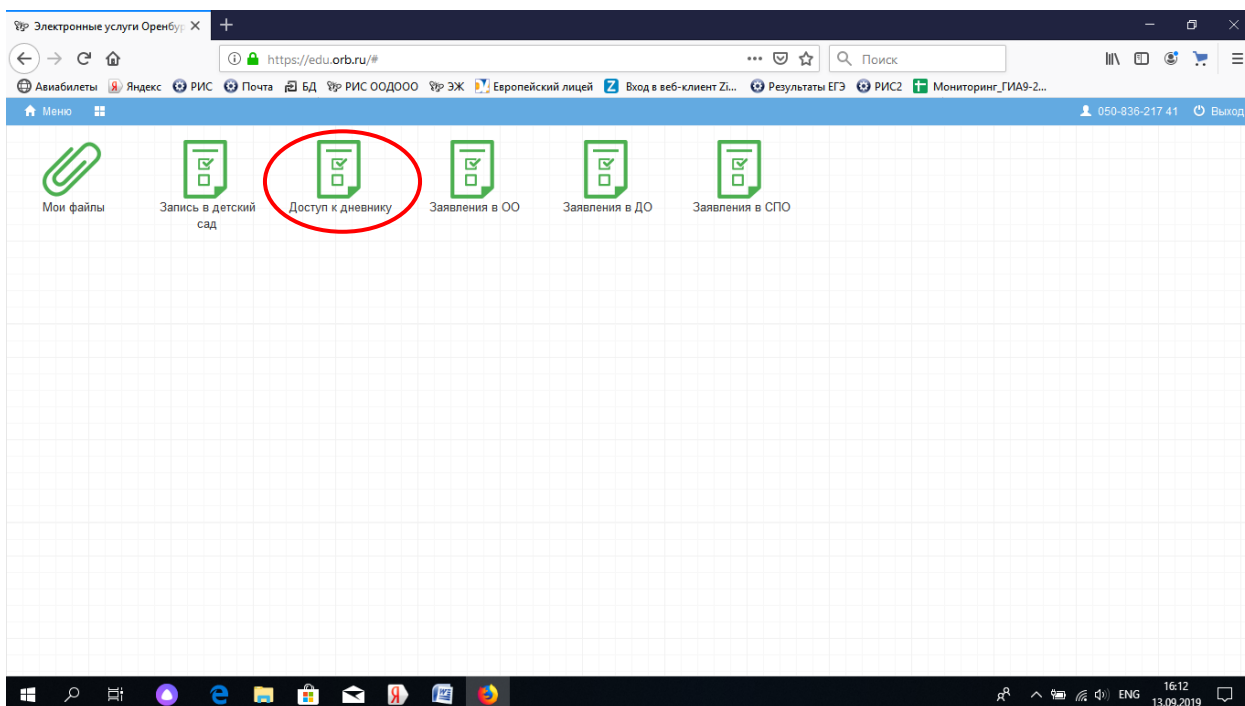 Электронные услуги Оренбур
https://edu.orb.ru/#
Поиск
Авиабилеты Яндекс РИС Почта БД РИС ООДООО ЭЖ Европейский лицей Вход в веб-клиент Zi... Результаты ЕГЭ РИС2 Мониторинг_ГИА9-2...
Меню 050-836-217 41 Выход
Мои файлы
Запись в детский
сад
Доступ к дневнику
Заявления в ОО
Заявления в ДО
Заявления в СПО
ENG
16:12
13.09.2019